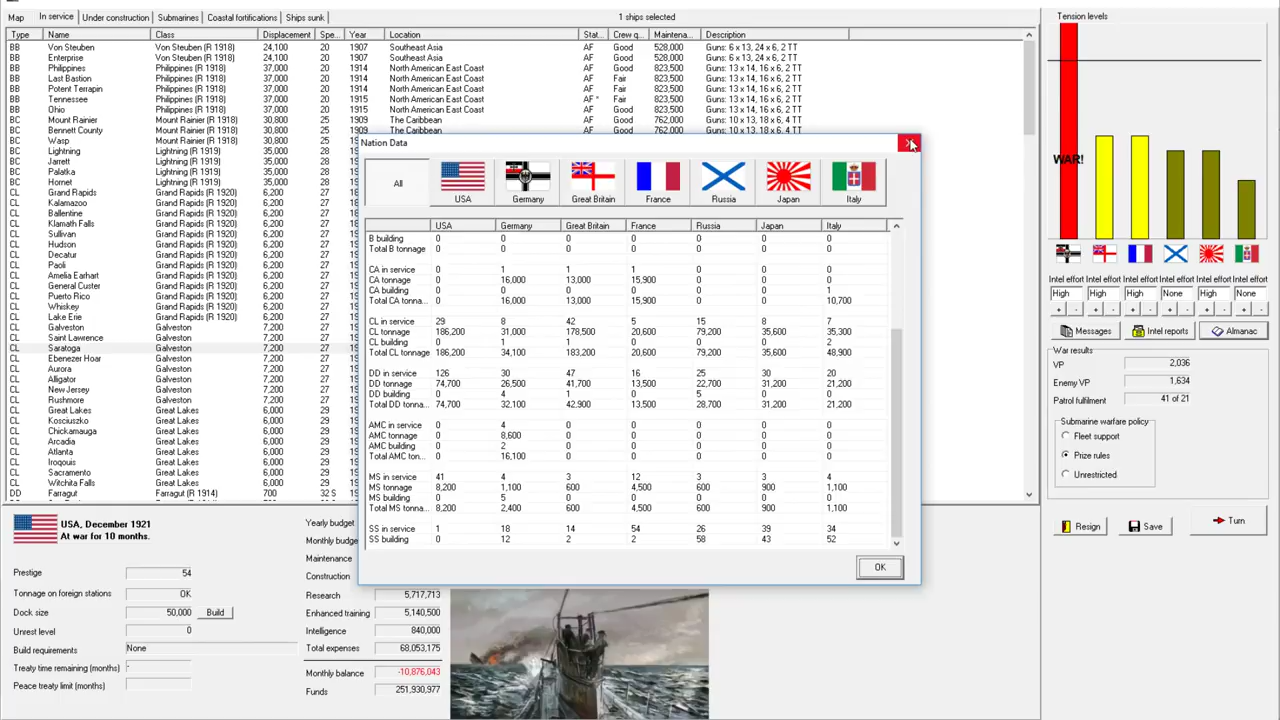 Map In service Under construction Submarines Coastal fortifications Ships sunk 1 ships selected
Type Name Class Displacement Spe... Year Location Stat... Crew q... Maintena... Description
BB Von Steuben Von Steuben (R 1918) 24,100 20 1907 Southeast Asia AF Good 528,000 Guns: 6 x 13, 24 x 6, 2 TT
BB Enterprise Von Steuben (R 1918) 24,100 20 1907 Southeast Asia AF Good 528,000 Guns: 6 x 13, 24 x 6, 2 TT
BB Philippines Philippines (R 1918) 37,000 20 1914 North American East Coast AF Good 823,500 Guns: 13 x 14, 16 x 6, 2 TT
BB Last Bastion Philippines (R 1918) 37,000 20 1914 North American East Coast AF Fair 823,500 Guns: 13 x 14, 16 x 6, 2 TT
BB Potent Terrapin Philippines (R 1918) 37,000 20 1914 North American East Coast AF Fair 823,500 Guns: 13 x 14, 16 x 6, 2 TT
BB Tennessee Philippines (R 1918) 37,000 20 1915 North American East Coast AF * Fair 823,500 Guns: 13 x 14, 16 x 6, 2 TT
BB Ohio Philippines (R 1918) 37,000 20 1915 North American East Coast AF Good 823,500 Guns: 13 x 14, 16 x 6, 2 TT
BC Mount Rainier Mount Rainier (R 1918) 30,800 25 1909 The Caribbean AF Good 762,000 Guns: 10 x 13, 18 x 6, 4 TT
BC Bennett County Mount Rainier (R 1918) 30,800 25 1909 The Caribbean AF Good 762,000 Guns: 10 x 13, 18 x 6, 4 TT
BC Wasp Mount Rainier (R 1918) 30,800 25
BC Lightning Lightning (R 1918) 34,900 27
BC Jarrett Lightning (R 1918) 34,900 27
BC Palatka Lightning (R 1918) 34,900 27
BC Hornet Lightning (R 1918) 34,900 27
CL Grand Rapids Grand Rapids (R 1920) 6,200 27
CL Kalamazoo Grand Rapids (R 1920) 6,200 27
CL Ballentine Grand Rapids (R 1920) 6,200 27
CL Klamath Falls Grand Rapids (R 1920) 6,200 27
CL Sullivan Grand Rapids (R 1920) 6,200 27
CL Hudson Grand Rapids (R 1920) 6,200 27
CL Decatur Grand Rapids (R 1920) 6,200 27
CL Paoli Grand Rapids (R 1920) 6,200 27
CL Amelia Earhart Grand Rapids (R 1920) 6,200 27
CL General Custer Grand Rapids (R 1920) 6,200 27
CL Puerto Rico Grand Rapids (R 1920) 6,200 27
CL Whiskey Grand Rapids (R 1920) 6,200 27
CL Lake Erie Grand Rapids (R 1920) 6,200 27
CL Galveston Galveston 7,200 27
CL Saint Lawrence Galveston 7,200 27
CL Saratoga Galveston 7,200 27
CL Ebenezer Hoar Galveston 7,200 27
CL Aurora Galveston 7,200 27
CL Alligator Galveston 7,200 27
CL New Jersey Galveston 7,200 27
CL Rushmore Galveston 7,200 27
CL Great Lakes Great Lakes 6,000 27
CL Kosciuszko Great Lakes 6,000 27
CL Chickamauga Great Lakes 6,000 27
CL Arcadia Great Lakes 6,000 27
CL Atlanta Great Lakes 6,000 27
CL Iroquois Great Lakes 6,000 27
CL Sacramento Great Lakes 6,000 27
CL Witchita Falls Great Lakes 6,000 27
DD Farragut Farragut (R 1914) 700 32 S
Nation Data
All USA Germany Great Britain France Russia Japan Italy
USA Germany Great Britain France Russia Japan Italy
B building 0 0 0 0 0 0 0
Total B tonnage 0 0 0 0 0 0 0
CA in service 0 1 1 1 0 0 0
CA tonnage 0 16,000 13,000 15,900 0 0 0
CA building 0 0 0 0 0 0 1
Total CA tonna... 0 16,000 13,000 15,900 0 0 10,700
CL in service 29 8 42 5 15 8 7
CL tonnage 186,200 31,000 178,500 20,600 79,200 35,600 35,300
CL building 0 1 1 0 0 0 2
Total CL tonnage 186,200 34,100 183,200 20,600 79,200 35,600 48,900
DD in service 126 30 47 16 25 30 20
DD tonnage 74,700 26,500 41,700 13,500 22,700 31,200 21,200
DD building 0 4 1 0 5 0 0
Total DD tonna... 74,700 32,100 42,900 13,500 28,700 31,200 21,200
AMC in service 0 4 0 0 0 0 0
AMC tonnage 0 8,600 0 0 0 0 0
AMC building 0 2 0 0 0 0 0
Total AMC ton... 0 16,100 0 0 0 0 0
MS in service 41 4 3 12 3 3 4
MS tonnage 8,200 1,100 600 4,500 600 900 1,100
MS building 0 5 0 0 0 0 0
Total MS tonna... 8,200 2,400 600 4,500 600 900 1,100
SS in service 1 18 14 54 26 39 34
SS building 0 12 2 2 58 43 52
OK
Tension levels
WAR!
Intel effort Intel effort Intel effort Intel effort Intel effort Intel effort
High High High None High None
+ - + - + - + - + - + -
Messages Intel reports Almanac
War results
VP 2,036
Enemy VP 1,634
Patrol fulfilment 41 of 21
Submarine warfare policy
Fleet support
Prize rules
Unrestricted
Resign Save Turn
USA, December 1921
At war for 10 months.
Prestige 54
Tonnage on foreign stations OK
Dock size 50,000 Build
Unrest level 0
Build requirements None
Treaty time remaining (months) -
Peace treaty limit (months)
Yearly budget
Monthly budge
Maintenance
Construction
Research 5,717,713
Enhanced training 5,140,500
Intelligence 840,000
Total expenses 68,053,175
Monthly balance -10,876,043
Funds 251,930,977